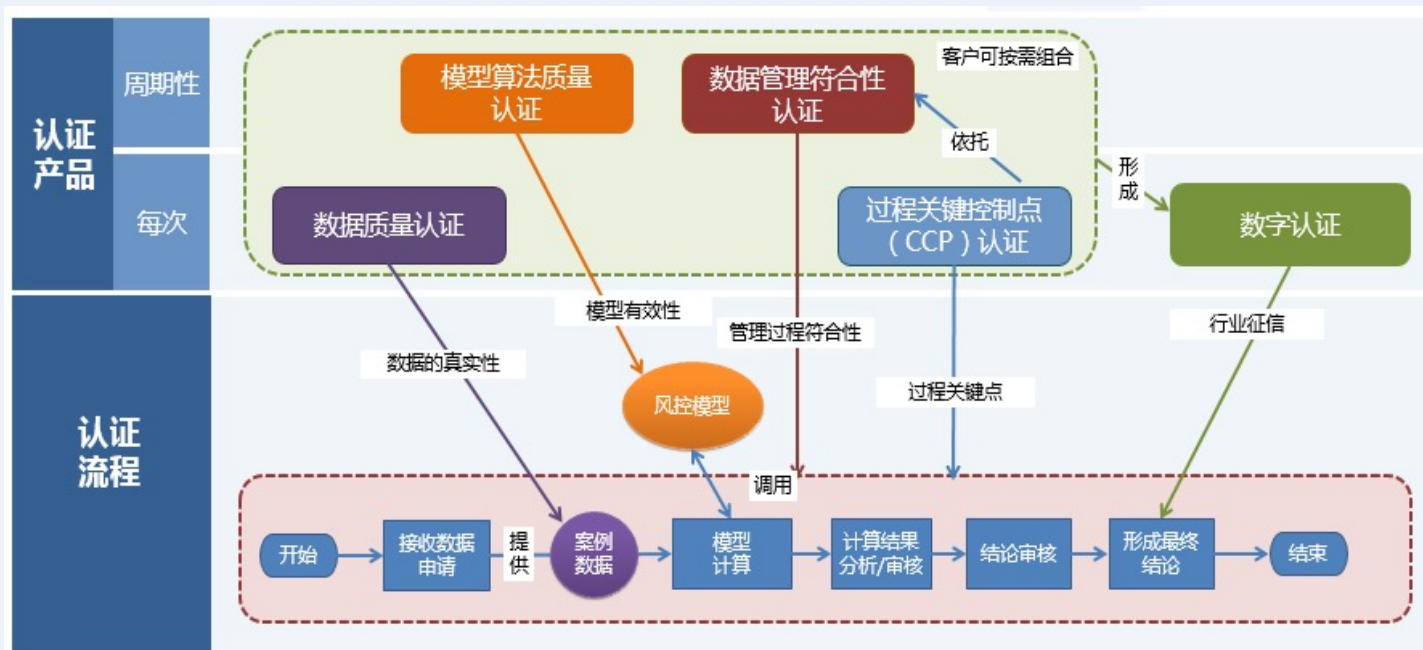 客户可按需组合
周期性
模型算法质量
认证
数据管理符合性
认证
认证
产品
依托
形
成
每次
数据质量认证
过程关键控制点
（CCP）认证
数字认证
模型有效性
管理过程符合性
行业征信
数据的真实性
过程关键点
风控模型
认证
流程
调用
开始
接收数据
申请
提
供
案例
数据
模型
计算
计算结果
分析/审核
结论审核
形成最终
结论
结束